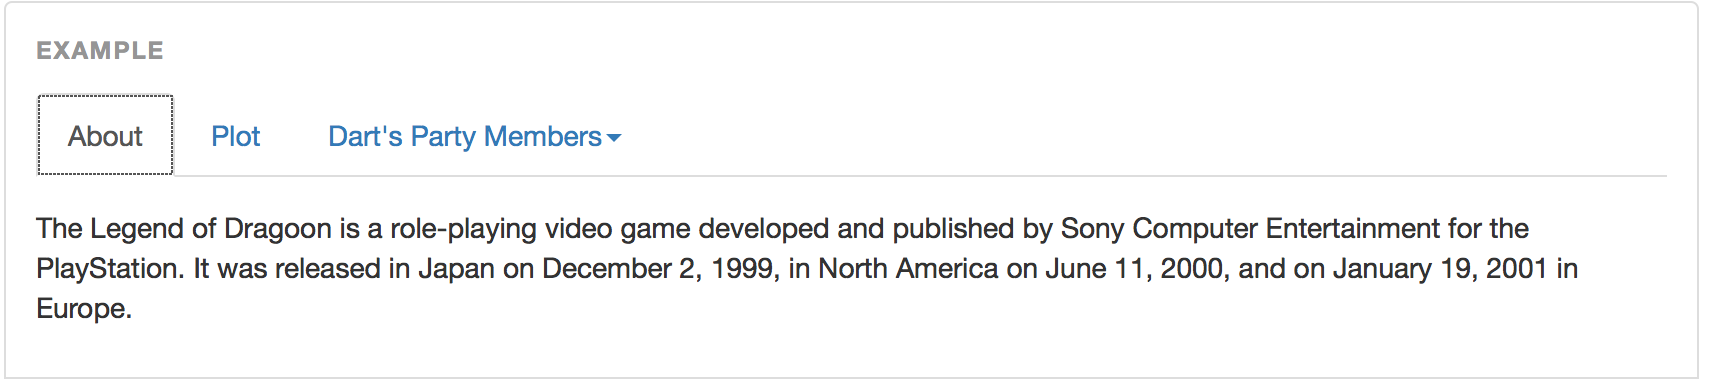 EXAMPLE
About Plot Dart's Party Members
The Legend of Dragoon is a role-playing video game developed and published by Sony Computer Entertainment for the
PlayStation. It was released in Japan on December 2, 1999, in North America on June 11, 2000, and on January 19, 2001 in
Europe.